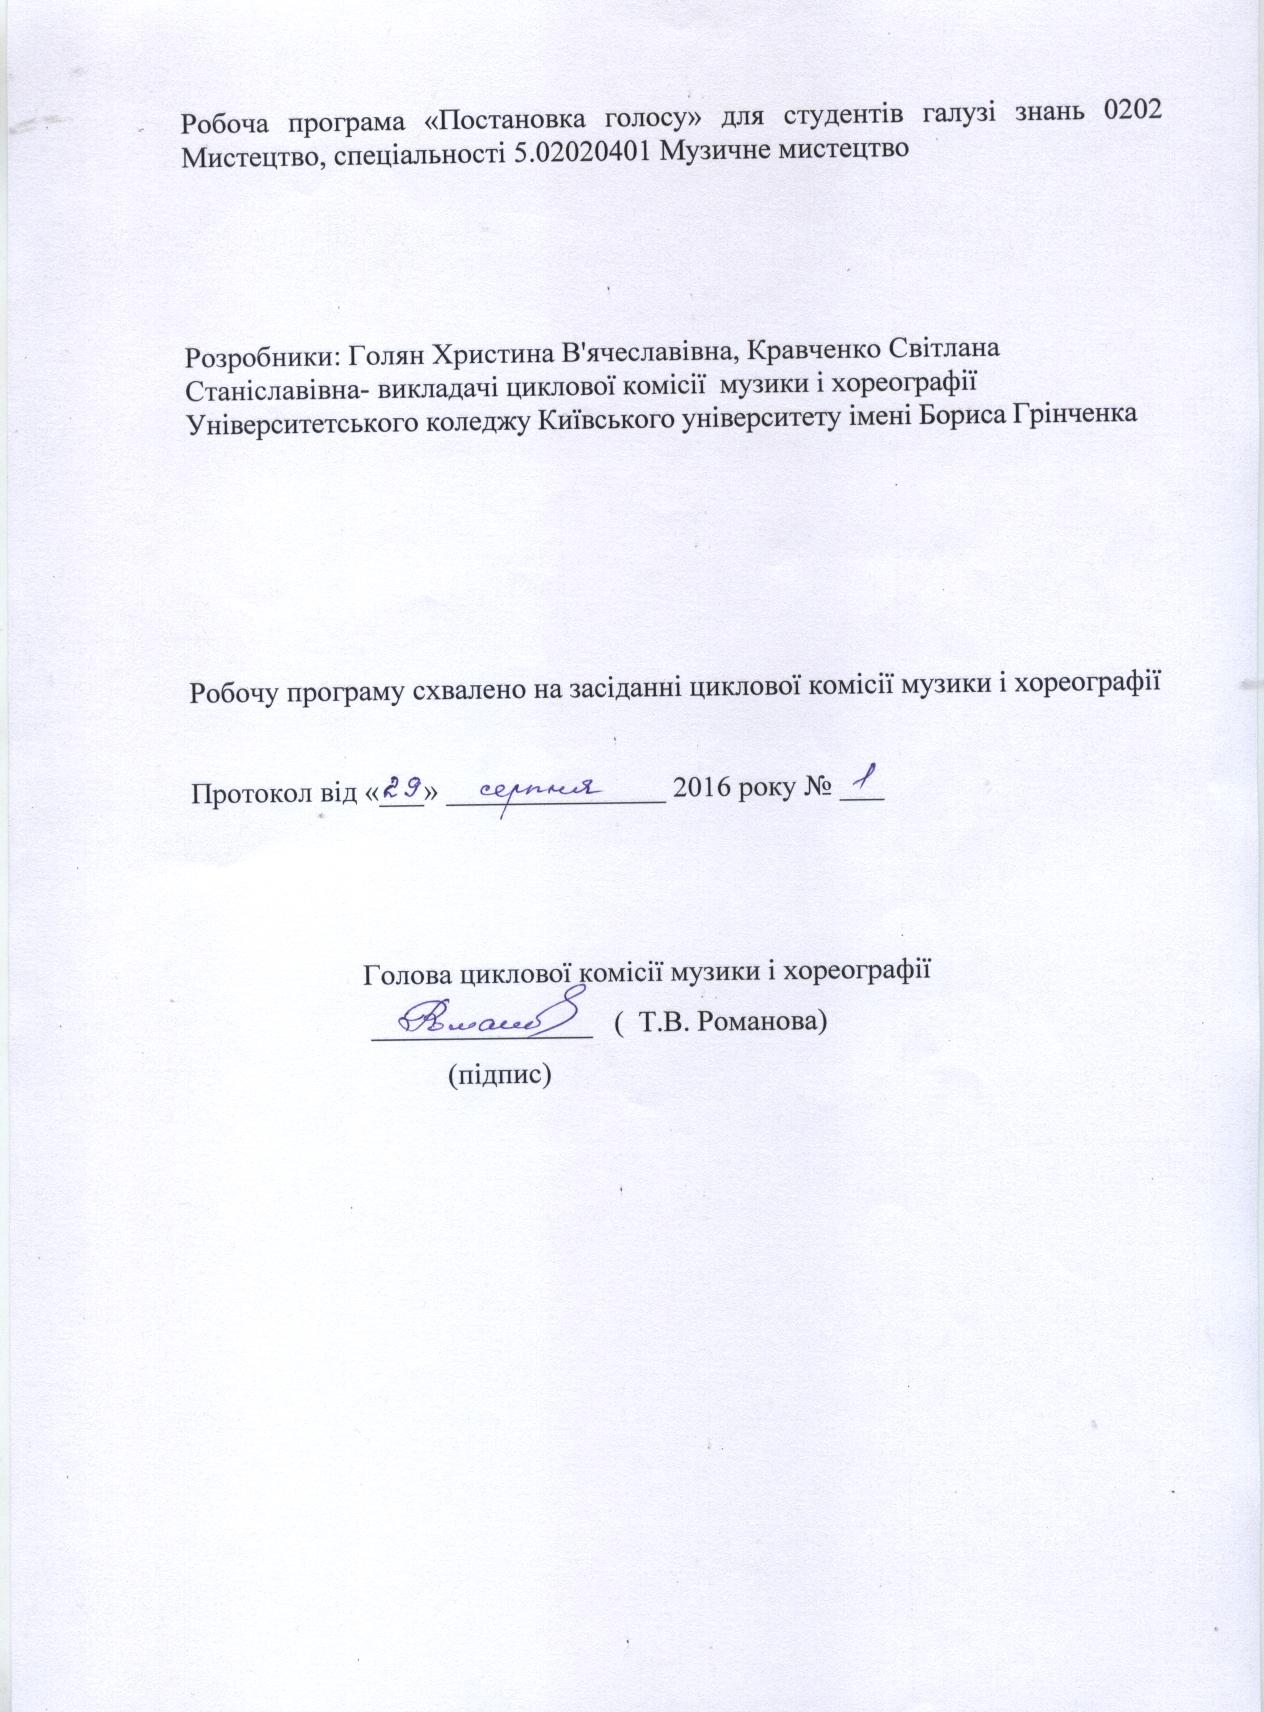 Робоча програма «Постановка голосу» для студентів галузі знань 0202
Мистецтво, спеціальності 5.02020401 Музичне мистецтво
Розробники: Голян Христина В'ячеславівна, Кравченко Світлана
Станіславівна- викладачі циклової комісії музики і хореографії
Університетського коледжу Київського університету імені Бориса Грінченка
Робочу програму схвалено на засіданні циклової комісії музики і хореографії
Протокол від «29» серпня 2016 року № 1
Голова циклової комісії музики і хореографії
( Т.В. Романова)
(підпис)